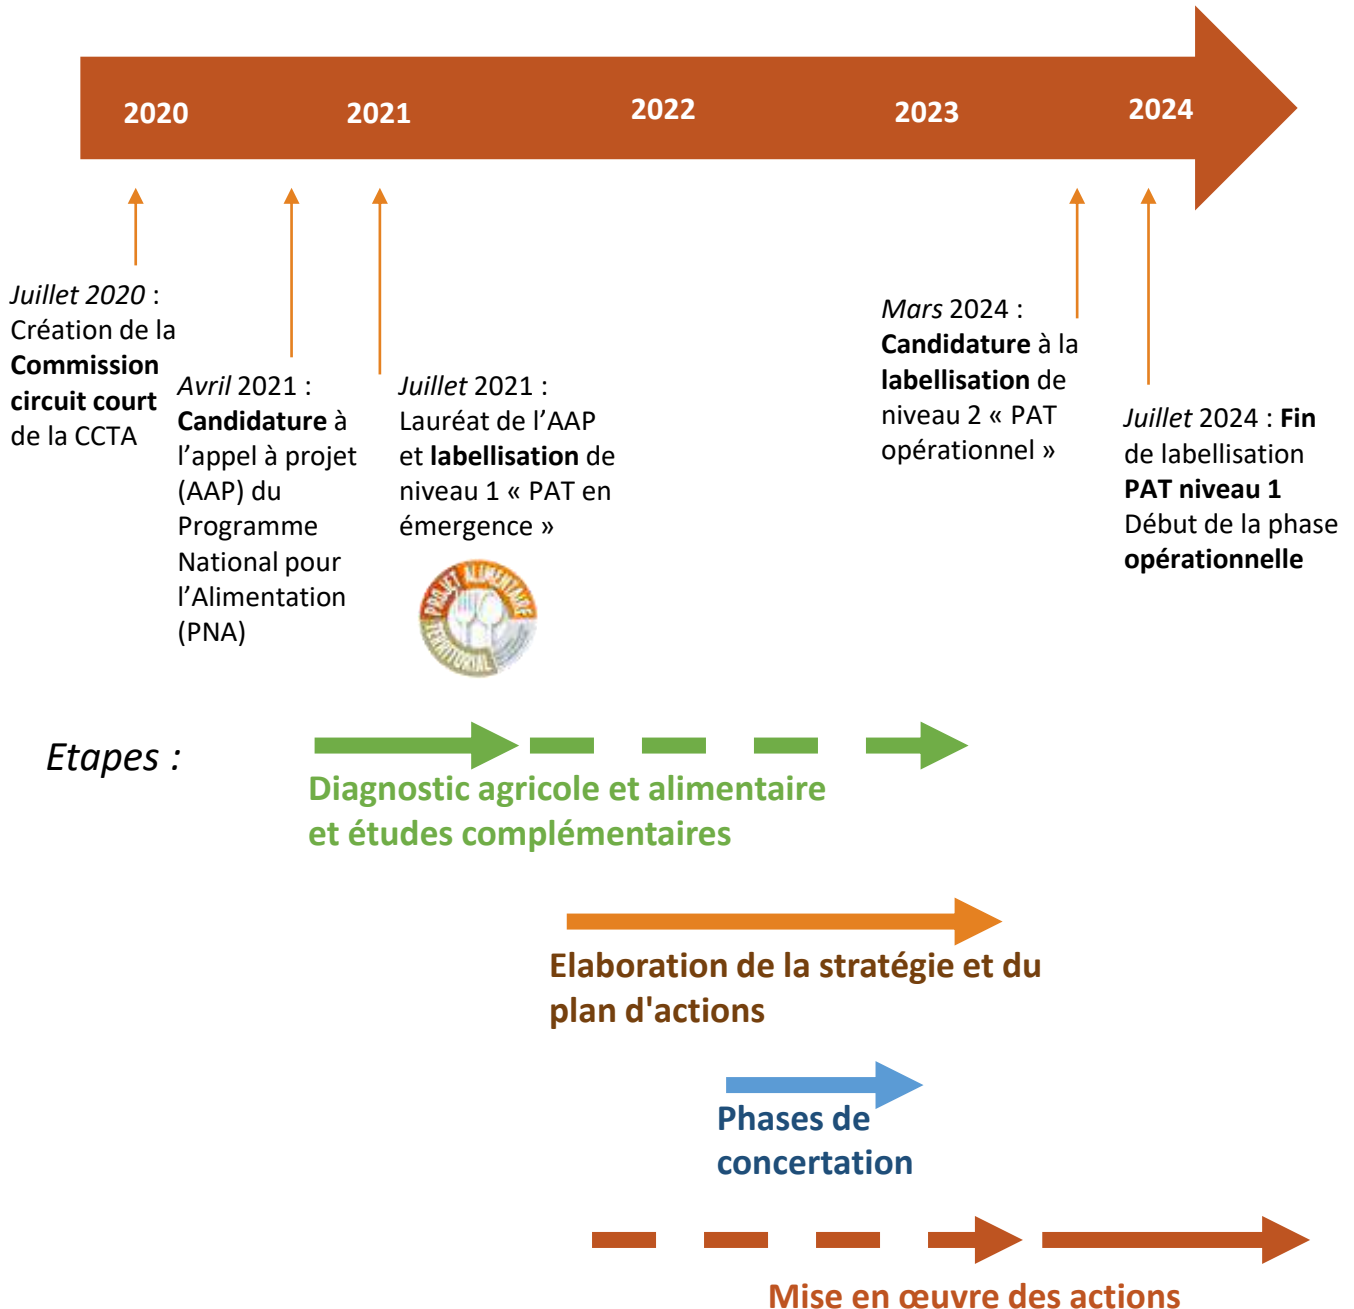 2020
2021
2022
2023
2024
Juillet 2020 :
Création de la
Commission
circuit court
de la CCTA
Avril 2021 :
Candidature à
l’appel à projet
(AAP) du
Programme
National pour
l’Alimentation
(PNA)
Juillet 2021 :
Lauréat de l’AAP
et labellisation de
niveau 1 « PAT en
émergence »
PROJET ALIMENTAIRE
TERRITORIAL
Mars 2024 :
Candidature à la
labellisation de
niveau 2 « PAT
opérationnel »
Juillet 2024 : Fin
de labellisation
PAT niveau 1
Début de la phase
opérationnelle
Etapes :
Diagnostic agricole et alimentaire
et études complémentaires
Elaboration de la stratégie et du
plan d'actions
Phases de
concertation
Mise en œuvre des actions